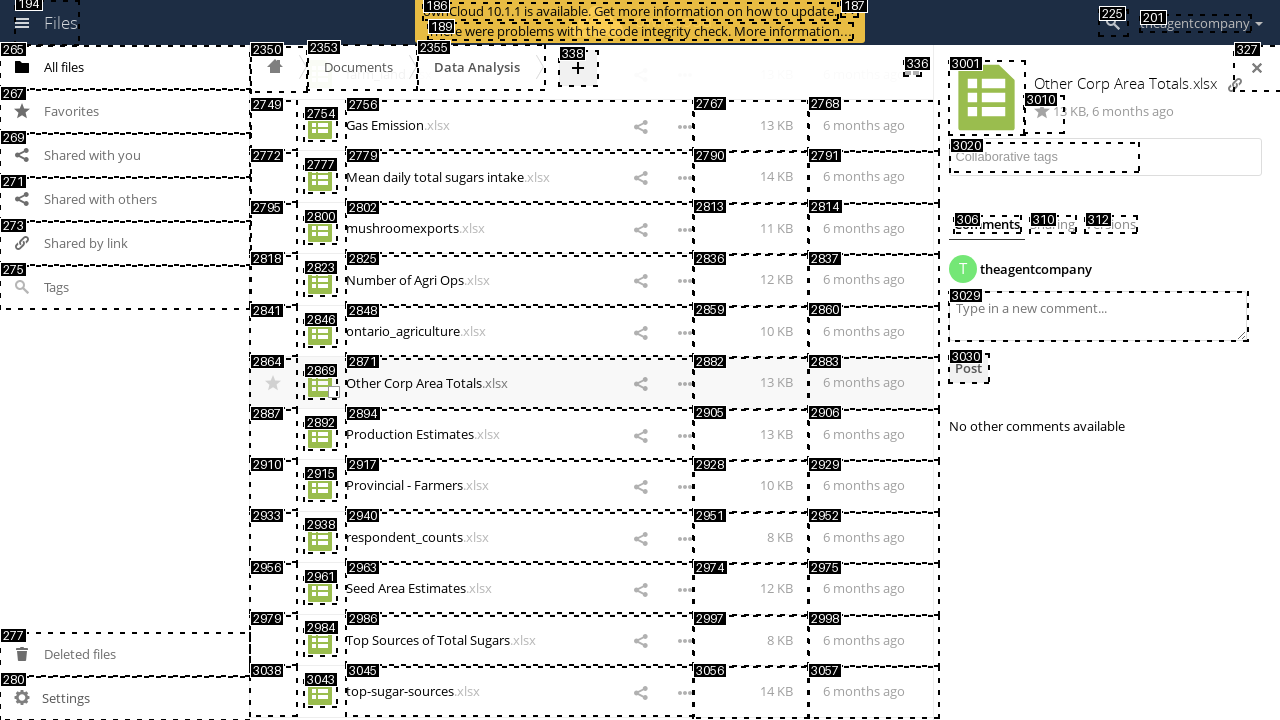 194
Files
186
ownCloud 10.1.1 is available. Get more information on how to update.
187
189
There were problems with the code integrity check. More information…
225
201
theagentcompany
265
All files
267
Favorites
269
Shared with you
271
Shared with others
273
Shared by link
275
Tags
277
Deleted files
280
Settings
2350
2353
Documents
2355
Data Analysis
338
+
336
2749
2754
2756
Gas Emission.xlsx
2767
13 KB
2768
6 months ago
2772
2777
2779
Mean daily total sugars intake.xlsx
2790
14 KB
2791
6 months ago
2795
2800
2802
mushroomexports.xlsx
2813
11 KB
2814
6 months ago
2818
2823
2825
Number of Agri Ops.xlsx
2836
12 KB
2837
6 months ago
2841
2846
2848
ontario_agriculture.xlsx
2859
10 KB
2860
6 months ago
2864
2869
2871
Other Corp Area Totals.xlsx
2882
13 KB
2883
6 months ago
2887
2892
2894
Production Estimates.xlsx
2905
13 KB
2906
6 months ago
2910
2915
2917
Provincial - Farmers.xlsx
2928
10 KB
2929
6 months ago
2933
2938
2940
respondent_counts.xlsx
2951
8 KB
2952
6 months ago
2956
2961
2963
Seed Area Estimates.xlsx
2974
12 KB
2975
6 months ago
2979
2984
2986
Top Sources of Total Sugars.xlsx
2997
8 KB
2998
6 months ago
3038
3043
3045
top-sugar-sources.xlsx
3056
14 KB
3057
6 months ago
327
3001
Other Corp Area Totals.xlsx
3010
13 KB, 6 months ago
3020
Collaborative tags
306
Comments
310
Sharing
312
Versions
T theagentcompany
3029
Type in a new comment...
3030
Post
No other comments available